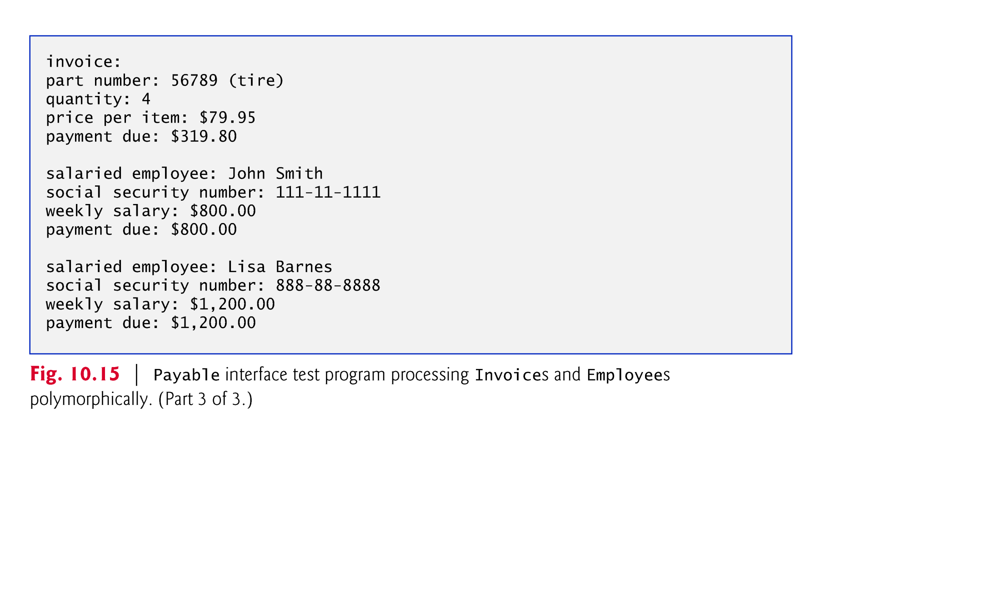 invoice:
part number: 56789 (tire)
quantity: 4
price per item: $79.95
payment due: $319.80
salaried employee: John Smith
social security number: 111-11-1111
weekly salary: $800.00
payment due: $800.00
salaried employee: Lisa Barnes
social security number: 888-88-8888
weekly salary: $1,200.00
payment due: $1,200.00
Fig. 10.15 | Payable interface test program processing Invoices and Employees
polymorphically. (Part 3 of 3.)